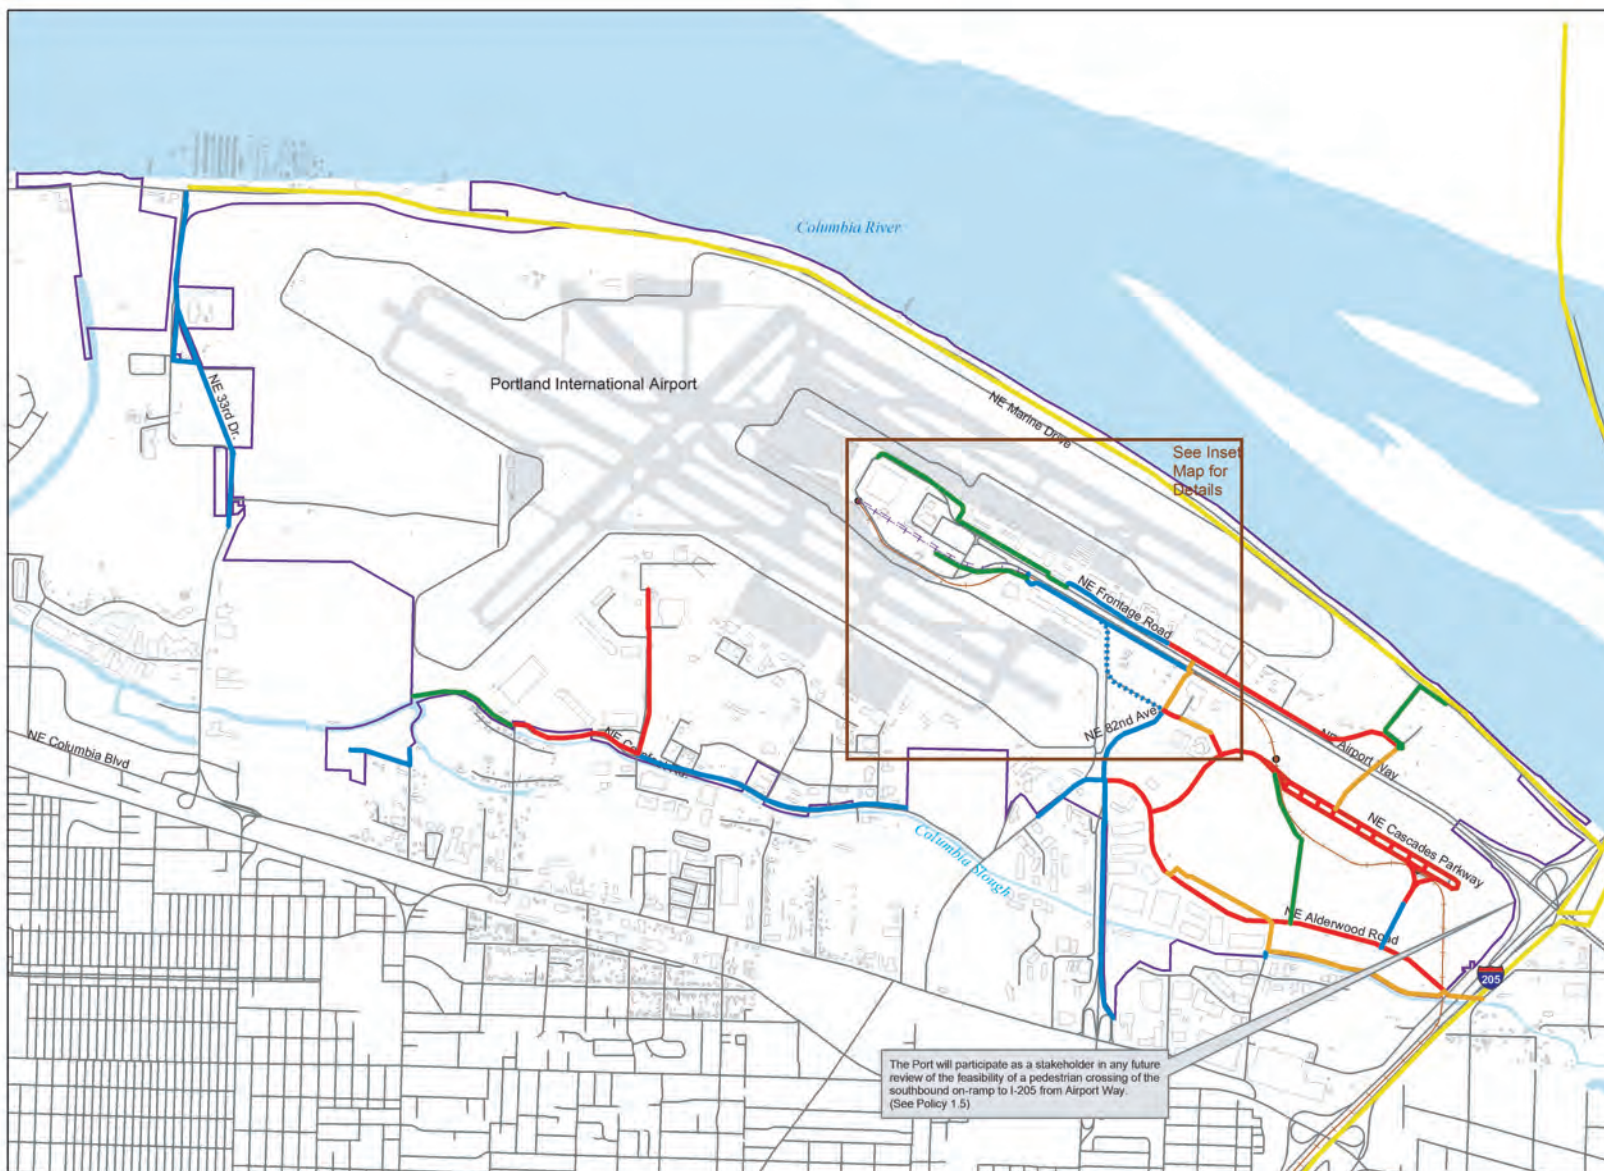 Columbia River
Portland International Airport
NE Marine Drive
NE 33rd Dr.
See Inset
Map for
Details
NE Frontage Road
NE 82nd Ave
NE Airport Way
NE Columbia Blvd
NE Cascades Parkway
Columbia Slough
NE Alderwood Road
205
The Port will participate as a stakeholder in any future
review of the feasibility of a pedestrian crossing of the
southbound on-ramp to I-205 from Airport Way.
(See Policy 1.5)